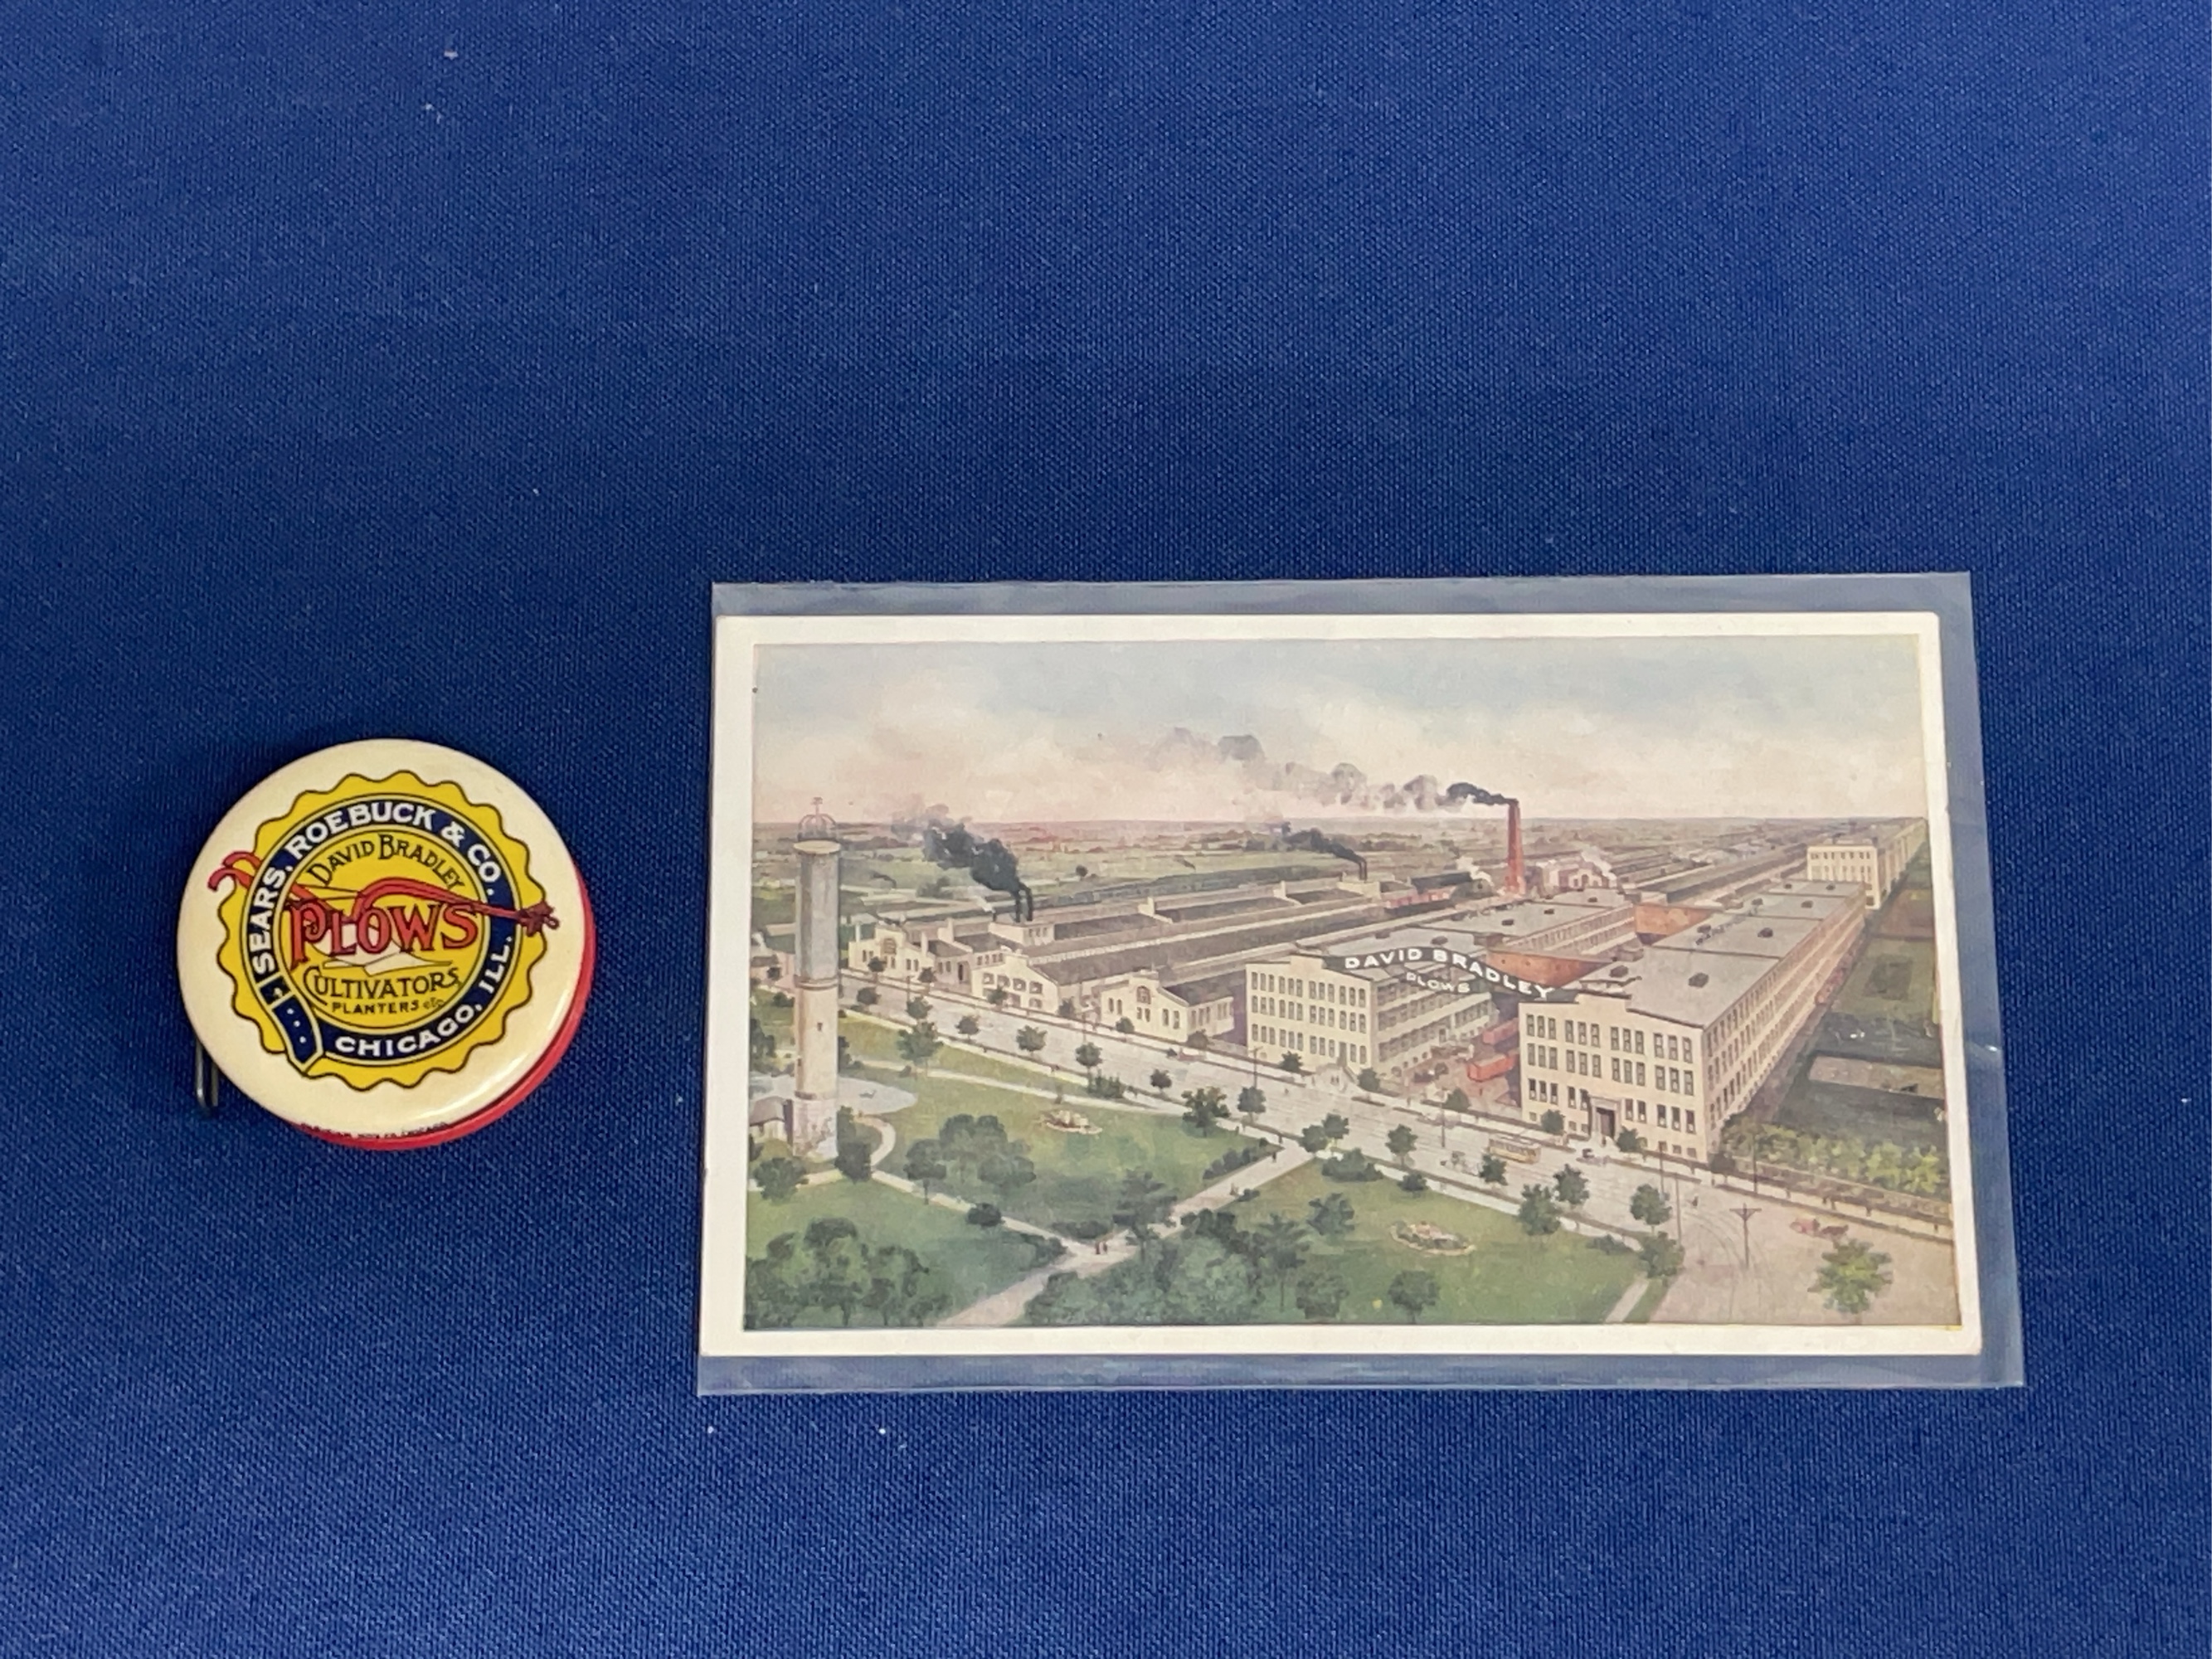 SEARS, ROEBUCK & CO.
DAVID BRADLEY
PLOWS
CULTIVATORS,
PLANTERS etc.
CHICAGO, ILL.
DAVID BRADLEY
PLOWS